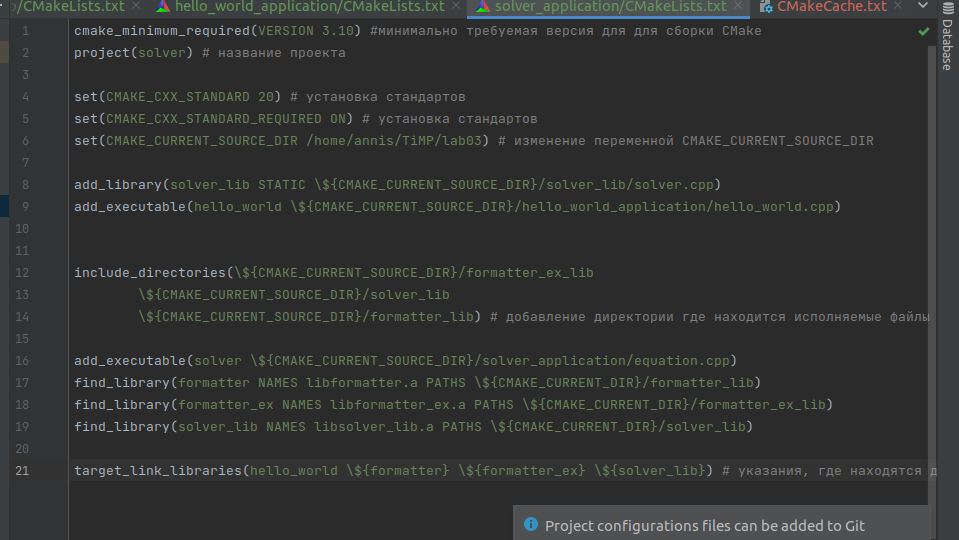 /CMakeLists.txt
hello_world_application/CMakeLists.txt
solver_application/CMakeLists.txt
CMakeCache.txt
Database
1 cmake_minimum_required(VERSION 3.10) #минимально требуемая версия для для сборки CMake
2 project(solver) # название проекта
3
4 set(CMAKE_CXX_STANDARD 20) # установка стандартов
5 set(CMAKE_CXX_STANDARD_REQUIRED ON) # установка стандартов
6 set(CMAKE_CURRENT_SOURCE_DIR /home/annis/TiMP/lab03) # изменение переменной CMAKE_CURRENT_SOURCE_DIR
7
8 add_library(solver_lib STATIC \${CMAKE_CURRENT_SOURCE_DIR}/solver_lib/solver.cpp)
9 add_executable(hello_world \${CMAKE_CURRENT_SOURCE_DIR}/hello_world_application/hello_world.cpp)
10
11
12 include_directories(\${CMAKE_CURRENT_SOURCE_DIR}/formatter_ex_lib
13 \${CMAKE_CURRENT_SOURCE_DIR}/solver_lib
14 \${CMAKE_CURRENT_SOURCE_DIR}/formatter_lib) # добавление директории где находится исполняемые файлы
15
16 add_executable(solver \${CMAKE_CURRENT_SOURCE_DIR}/solver_application/equation.cpp)
17 find_library(formatter NAMES libformatter.a PATHS \${CMAKE_CURRENT_DIR}/formatter_lib)
18 find_library(formatter_ex NAMES libformatter_ex.a PATHS \${CMAKE_CURRENT_DIR}/formatter_ex_lib)
19 find_library(solver_lib NAMES libsolver_lib.a PATHS \${CMAKE_CURRENT_DIR}/solver_lib)
20
21 target_link_libraries(hello_world \${formatter} \${formatter_ex} \${solver_lib}) # указания, где находятся д
Project configurations files can be added to Git